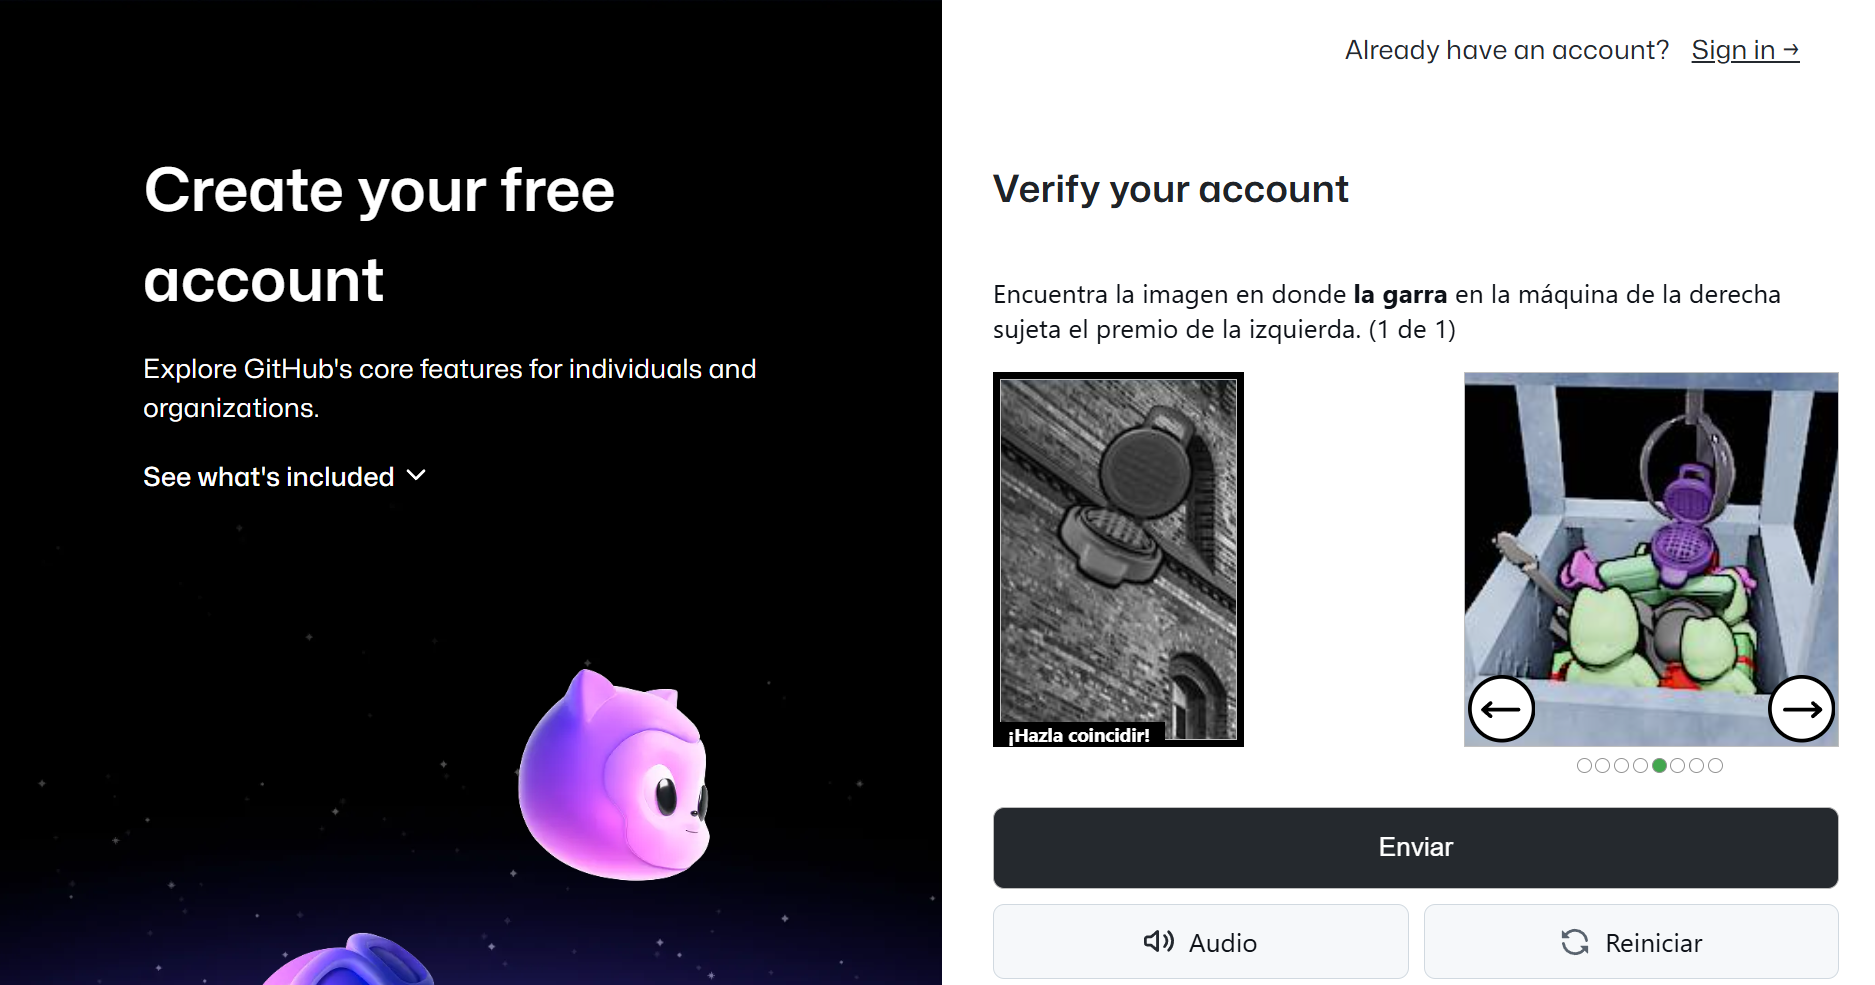 Already have an account? Sign in →
Create your free
account
Explore GitHub's core features for individuals and
organizations.
See what's included
Verify your account
Encuentra la imagen en donde la garra en la máquina de la derecha
sujeta el premio de la izquierda. (1 de 1)
¡Hazla coincidir!
Enviar
Audio
Reiniciar